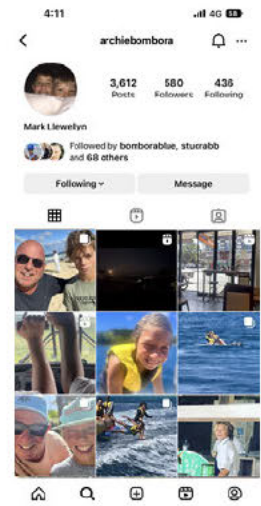 4:11
4G 58
archiebombora
3,612 580 436
Posts Followers Following
Mark Llewelyn
Followed by bomborablue, stucrabb
and 68 others
Following Message